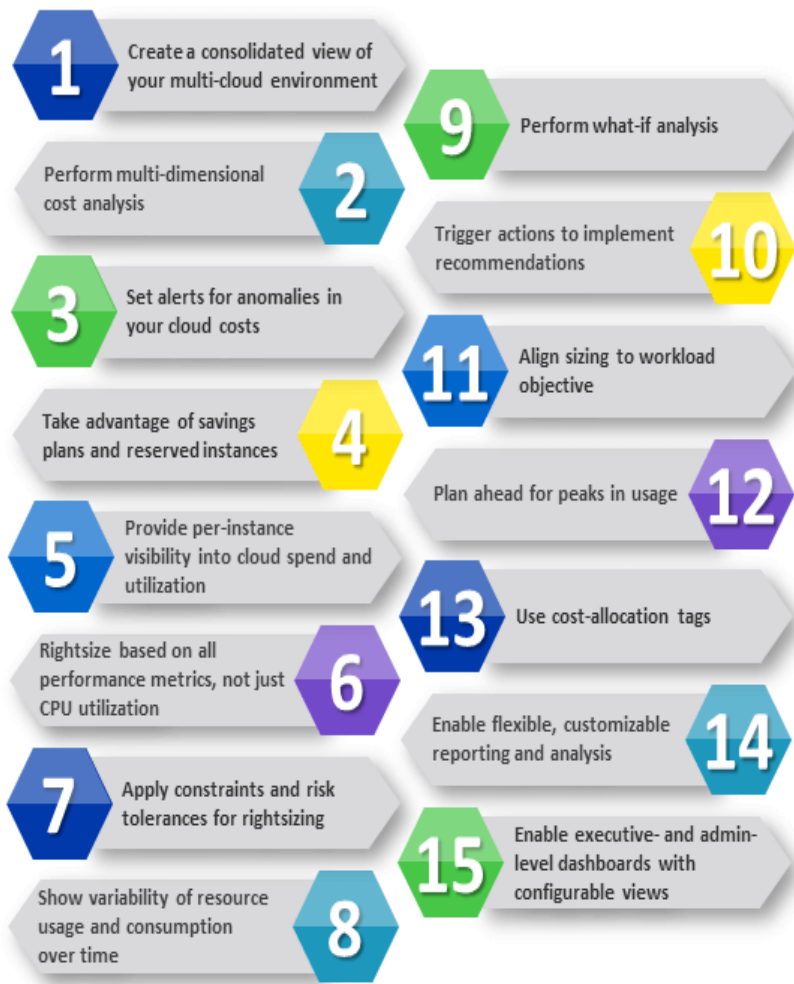 1
Create a consolidated view of
your multi-cloud environment
Perform multi-dimensional
cost analysis
2
3
Set alerts for anomalies in
your cloud costs
Take advantage of savings
plans and reserved instances
4
5
Provide per-instance
visibility into cloud spend and
utilization
Rightsize based on all
performance metrics, not just
CPU utilization
6
7
Apply constraints and risk
tolerances for rightsizing
Show variability of resource
usage and consumption
over time
8
9
Perform what-if analysis
Trigger actions to implement
recommendations
10
11
Align sizing to workload
objective
Plan ahead for peaks in usage
12
13
Use cost-allocation tags
Enable flexible, customizable
reporting and analysis
14
15
Enable executive- and admin-
level dashboards with
configurable views